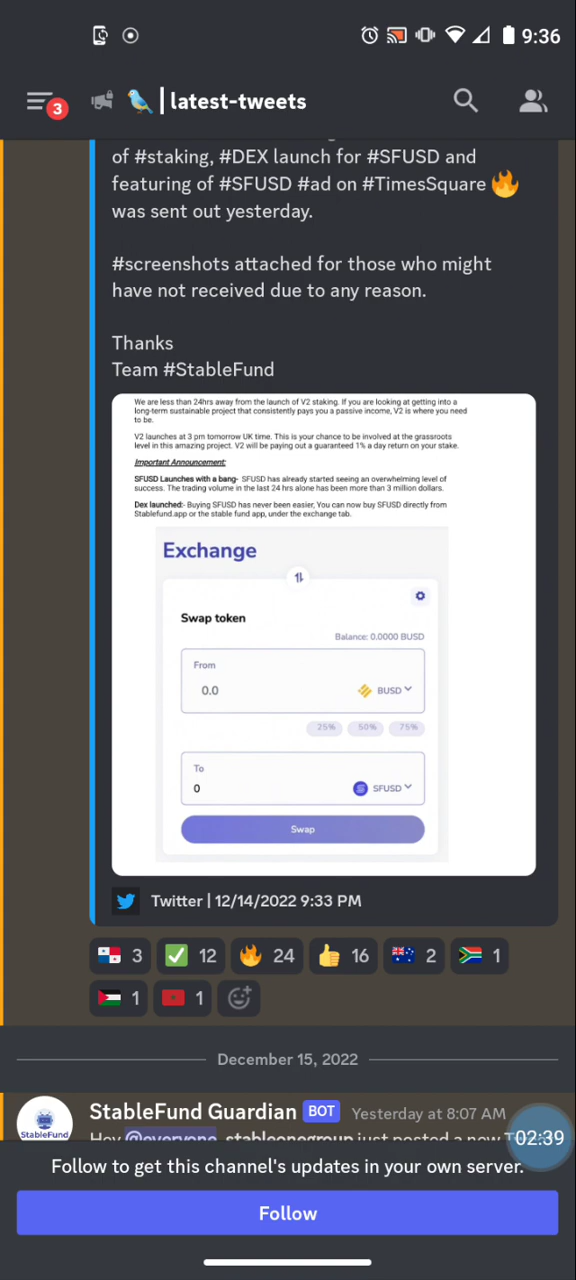 9:36
3
latest-tweets
of #staking, #DEX launch for #SFUSD and
featuring of #SFUSD #ad on #TimesSquare 🔥
was sent out yesterday.
#screenshots attached for those who might
have not received due to any reason.
Thanks
Team #StableFund
We are less than 24hrs away from the launch of V2 staking. If you are looking at getting into a
long-term sustainable project that consistently pays you a passive income, V2 is where you need
to be.
V2 launches at 3 pm tomorrow UK time. This is your chance to be involved at the grassroots
level in this amazing project. V2 will be paying out a guaranteed 1% a day return on your stake.
Important Announcement:
SFUSD Launches with a bang- SFUSD has already started seeing an overwhelming level of
success. The trading volume in the last 24 hrs alone has been more than 3 million dollars.
Dex launched:- Buying SFUSD has never been easier, You can now buy SFUSD directly from
Stablefund.app or the stable fund app, under the exchange tab.
Exchange
Swap token
Balance: 0.0000 BUSD
From
0.0 BUSD
25% 50% 75%
To
0 SFUSD
Swap
Twitter | 12/14/2022 9:33 PM
3 12 24 16 2 1
1 1
December 15, 2022
StableFund
StableFund Guardian BOT Yesterday at 8:07 AM
Hey @everyone, stableonegroup just posted a new
02:39
Follow to get this channel's updates in your own server.
Follow